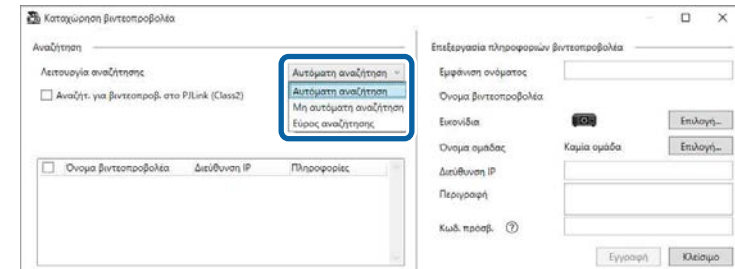 Καταχώρηση βιντεοπροβολέα
Αναζήτηση
Λειτουργία αναζήτησης
Αυτόματη αναζήτηση
Αυτόματη αναζήτηση
Μη αυτόματη αναζήτηση
Εύρος αναζήτησης
Αναζήτ. για βιντεοπροβ. στο PJLink (Class2)
Όνομα βιντεοπροβολέα Διεύθυνση IP Πληροφορίες
Επεξεργασία πληροφοριών βιντεοπροβολέα
Εμφάνιση ονόματος
Όνομα βιντεοπροβολέα
Εικονίδια Επιλογή...
Όνομα ομάδας Καμία ομάδα Επιλογή...
Διεύθυνση IP
Περιγραφή
Κωδ. πρόσβ. ?
Εγγραφή Κλείσιμο